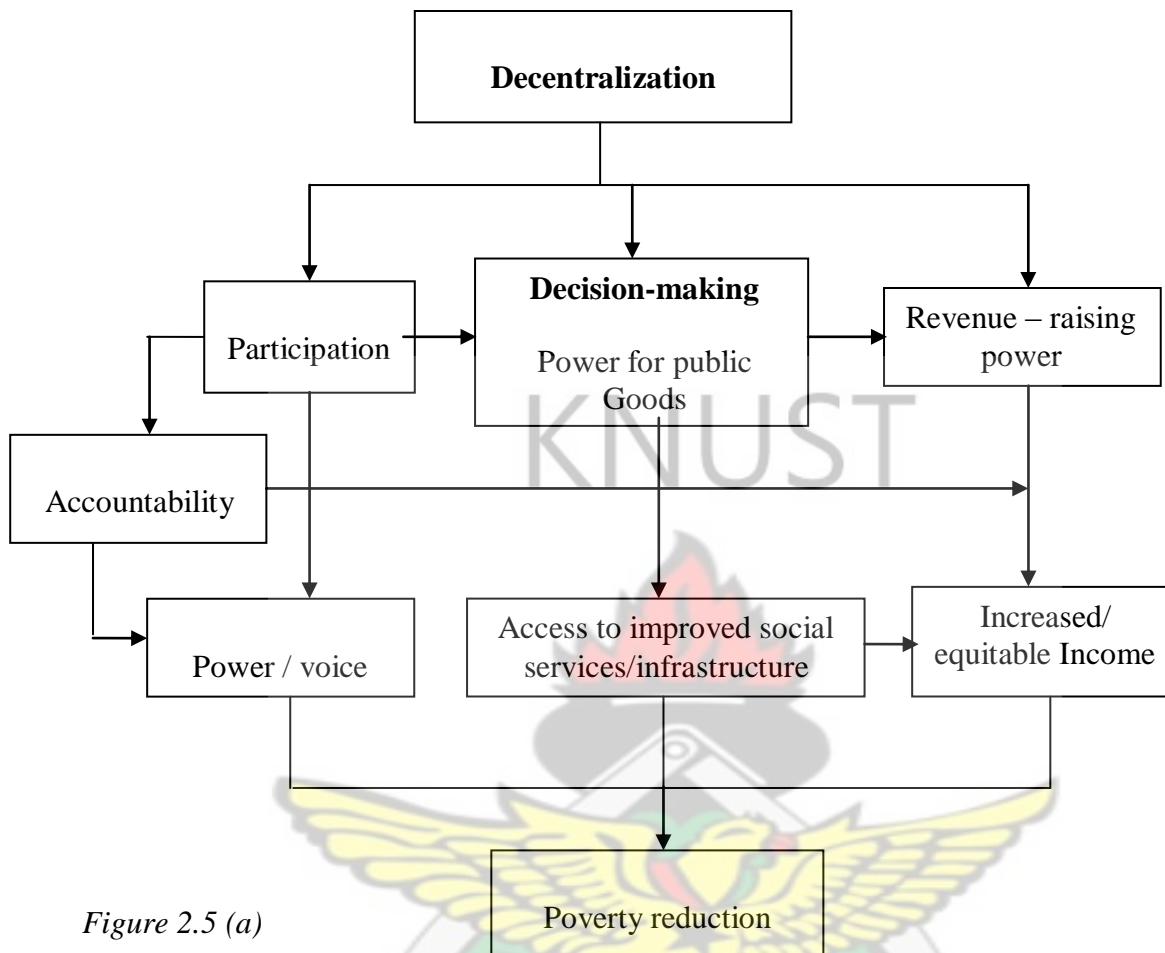 Decentralization
Decision-making
Power for public
Goods
Participation
Revenue – raising
power
KNUST
Accountability
Power / voice
Access to improved social
services/infrastructure
Increased/
equitable Income
Figure 2.5 (a)
Poverty reduction